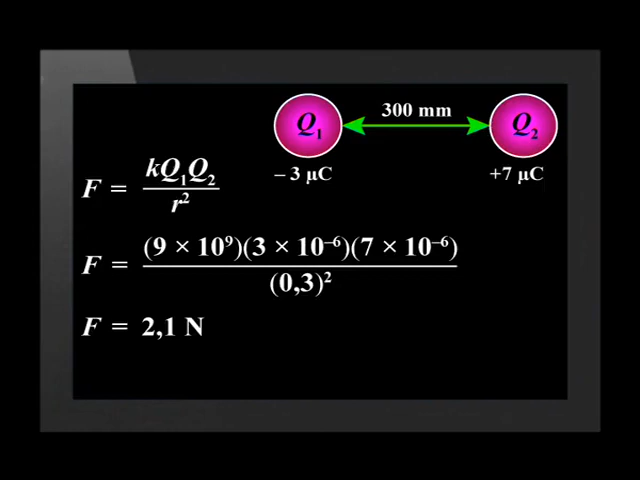 300 mm
Q₁ Q₂
– 3 µC +7 µC
F = kQ₁Q₂ / r²
F = (9 × 10⁹)(3 × 10⁻⁶)(7 × 10⁻⁶) / (0,3)²
F = 2,1 N